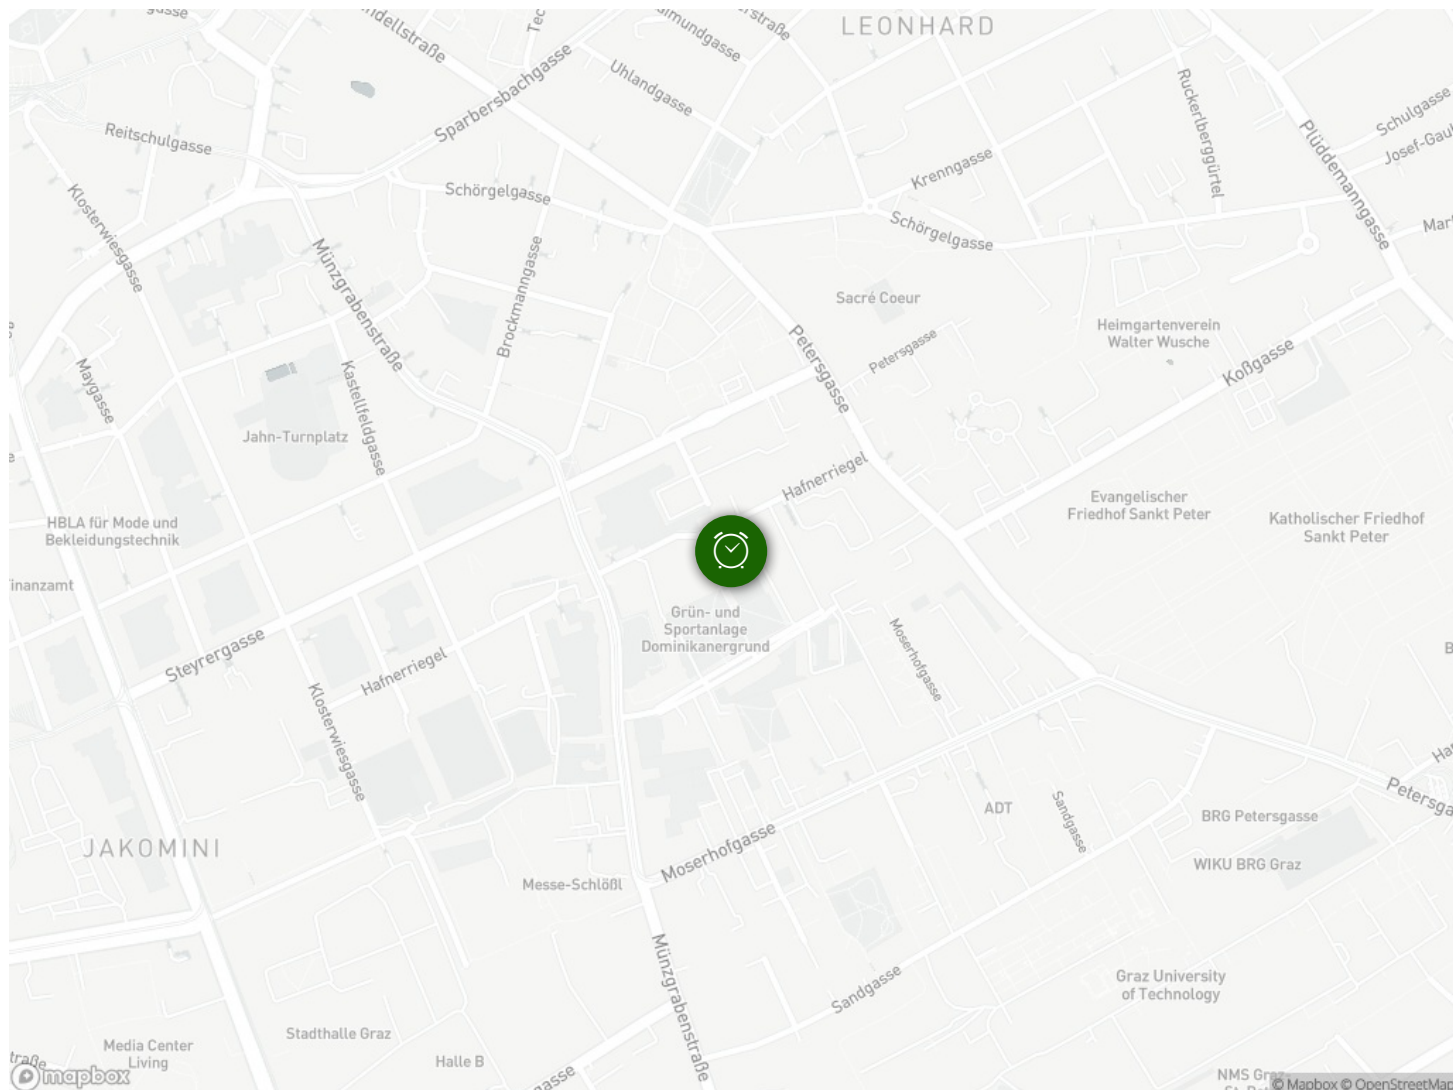 LEONHARD
Sparbersbachgasse
Uhlandgasse
Ruckerlberggürtel
Plüddemanngasse
Schulgasse
Reitschulgasse
Krenngasse
Klosterwiesgasse
Schörgelgasse
Schörgelgasse
Münzgrabenstraße
Brockmanngasse
Sacré Coeur
Heimgartenverein
Walter Wusche
Petersgasse
Petersgasse
Koßgasse
Maygasse
Kastellfeldgasse
Jahn-Turnplatz
Hafnerriegel
Evangelischer
Friedhof Sankt Peter
Katholischer Friedhof
Sankt Peter
HBLA für Mode und
Bekleidungstechnik
inanzamt
Grün- und
Sportanlage
Dominikanergrund
Steyrergasse
Hafnerriegel
Moserhofgasse
Klosterwiesgasse
ADT
Sandgasse
BRG Petersgasse
JAKOMINI
Moserhofgasse
WIKU BRG Graz
Messe-Schlößl
Münzgrabenstraße
Sandgasse
Graz University
of Technology
Stadthalle Graz
Media Center
Living
Halle B
NMS Graz-
mapbox
© Mapbox © OpenStreetMap